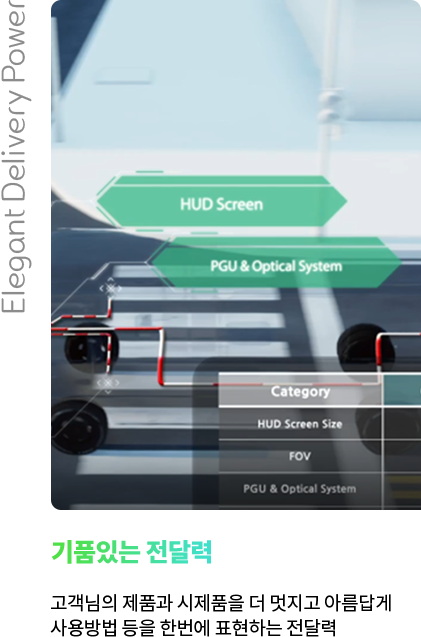 Elegant Delivery Power
HUD Screen
PGU & Optical System
Category
HUD Screen Size
FOV
PGU & Optical System
기품있는 전달력
고객님의 제품과 시제품을 더 멋지고 아름답게
사용방법 등을 한번에 표현하는 전달력